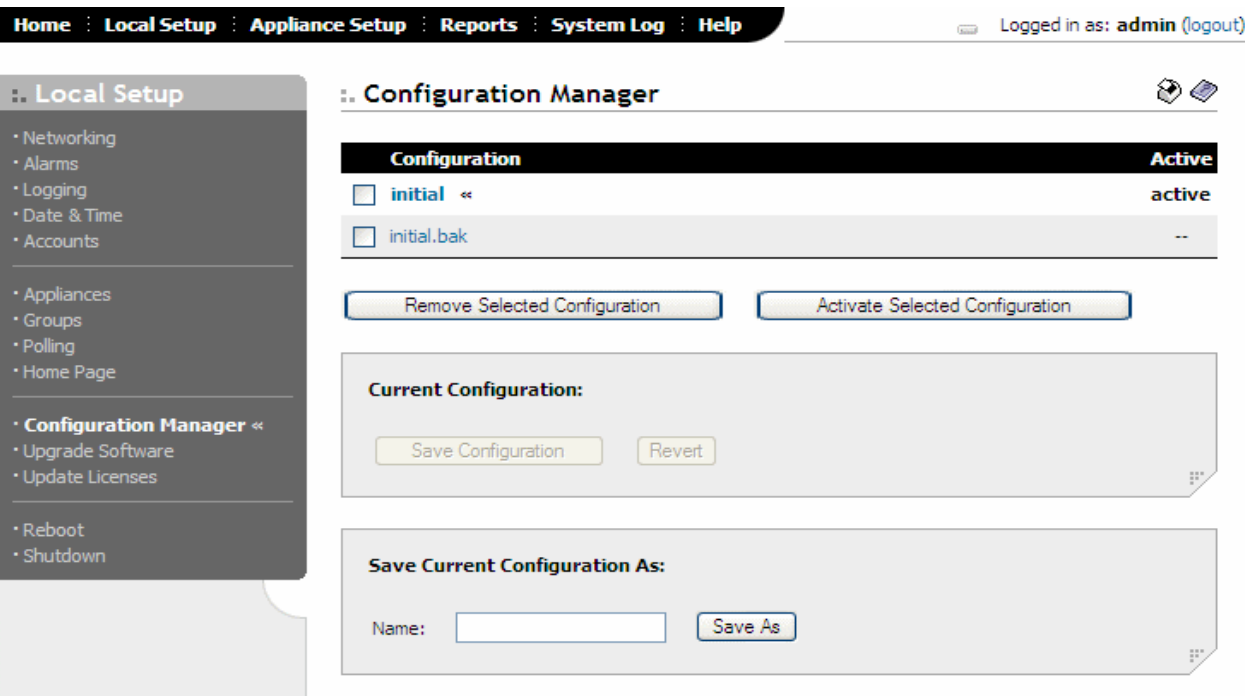 Home : Local Setup : Appliance Setup : Reports : System Log : Help
Logged in as: admin (logout)
:. Local Setup
· Networking
· Alarms
· Logging
· Date & Time
· Accounts
· Appliances
· Groups
· Polling
· Home Page
· Configuration Manager «
· Upgrade Software
· Update Licenses
· Reboot
· Shutdown
:. Configuration Manager
Configuration Active
initial « active
initial.bak --
Remove Selected Configuration Activate Selected Configuration
Current Configuration:
Save Configuration Revert
Save Current Configuration As:
Name: Save As